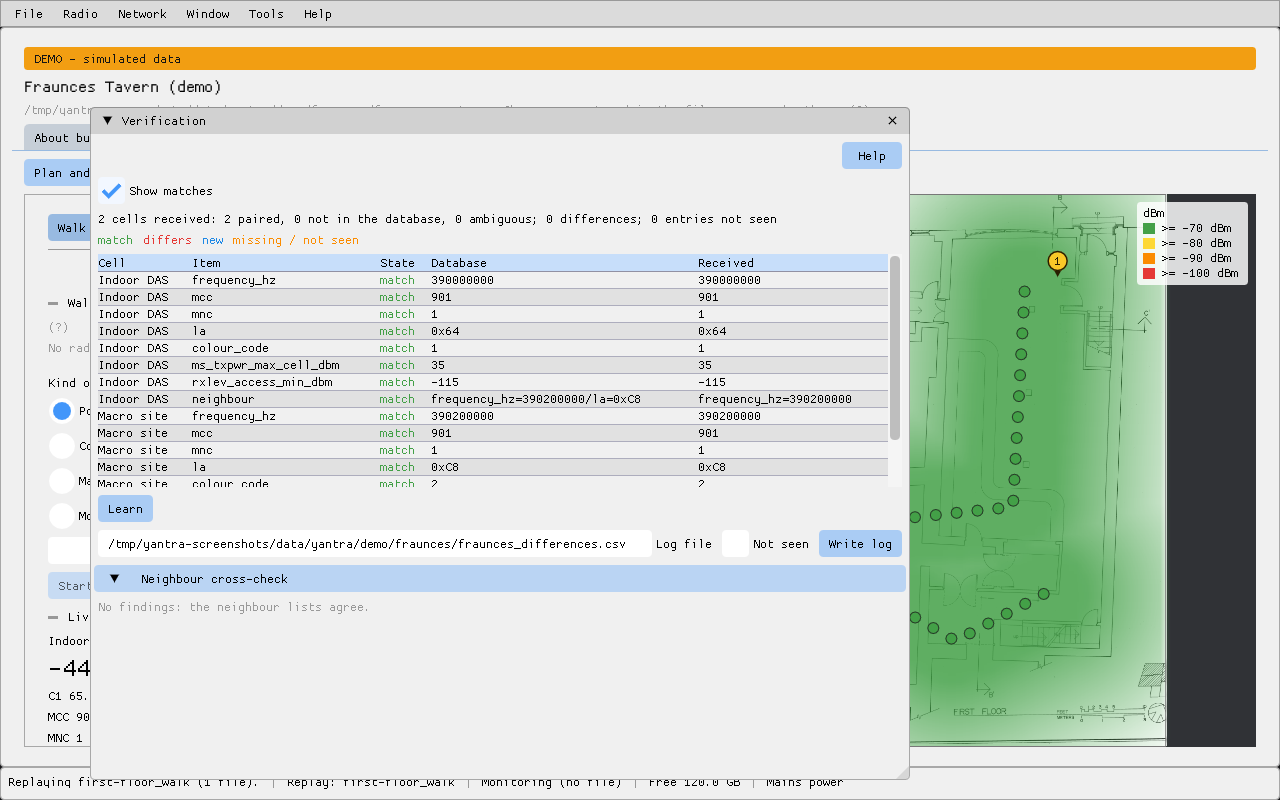 File Radio Network Window Tools Help
DEMO - simulated data
Fraunces Tavern (demo)
/tmp/yant
About bu
Plan and
Verification
Help
Show matches
2 cells received: 2 paired, 0 not in the database, 0 ambiguous; 0 differences; 0 entries not seen
match differs new missing / not seen
Cell Item State Database Received
Indoor DAS frequency_hz match 390000000 390000000
Indoor DAS mcc match 901 901
Indoor DAS mnc match 1 1
Indoor DAS la match 0x64 0x64
Indoor DAS colour_code match 1 1
Indoor DAS ms_txpwr_max_cell_dbm match 35 35
Indoor DAS rxlev_access_min_dbm match -115 -115
Indoor DAS neighbour match frequency_hz=390200000/la=0xC8 frequency_hz=390200000
Macro site frequency_hz match 390200000 390200000
Macro site mcc match 901 901
Macro site mnc match 1 1
Macro site la match 0xC8 0xC8
Macro site colour_code match 2 2
Learn
/tmp/yantra-screenshots/data/yantra/demo/fraunces/fraunces_differences.csv Log file Not seen Write log
Neighbour cross-check
No findings: the neighbour lists agree.
Walk
Wal
(?)
No rad
Kind o
Po
Co
Ma
Mo
Start
Liv
Indoor
-44
C1 65.
MCC 90
MNC 1
dBm
>= -70 dBm
>= -80 dBm
>= -90 dBm
>= -100 dBm
1
FIRST FLOOR
Replaying first-floor_walk (1 file). | Replay: first-floor_walk | Monitoring (no file) | Free 120.0 GB | Mains power